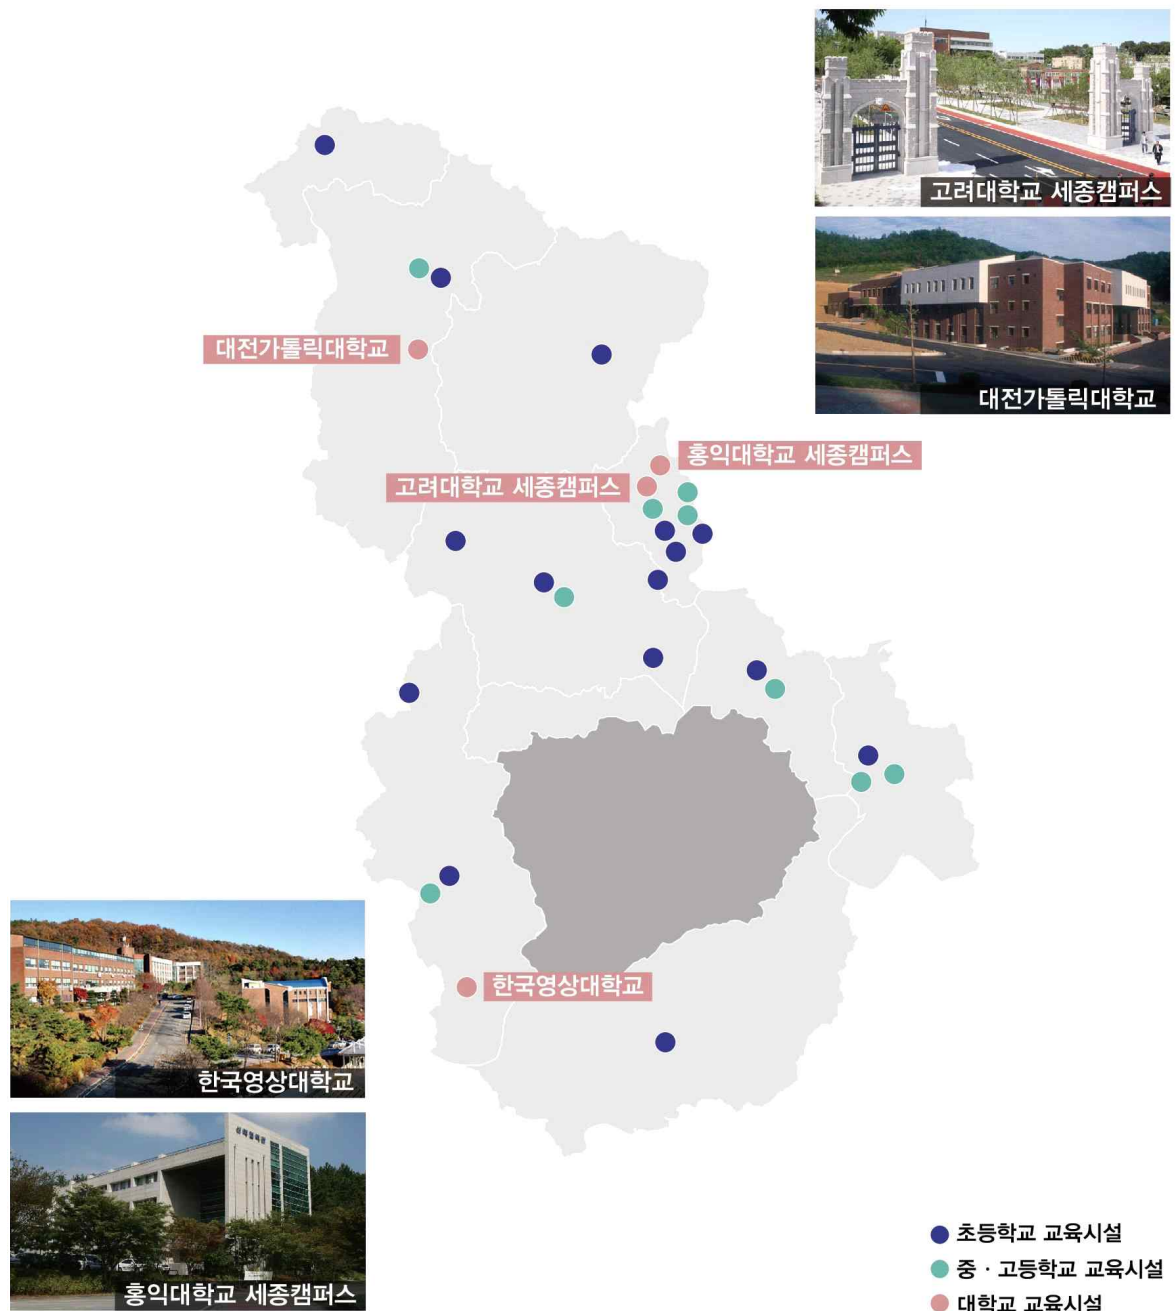 고려대학교 세종캠퍼스
대전가톨릭대학교
대전가톨릭대학교
홍익대학교 세종캠퍼스
고려대학교 세종캠퍼스
한국영상대학교
한국영상대학교
홍익대학교 세종캠퍼스
초등학교 교육시설
중 · 고등학교 교육시설
대학교 교육시설